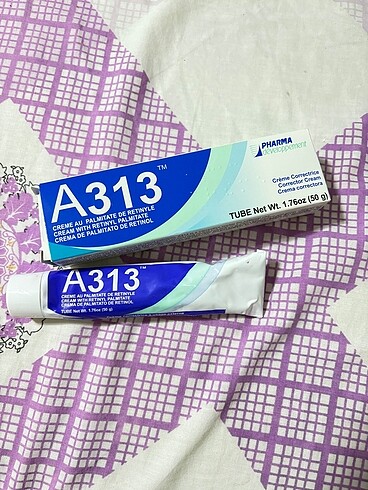 PHARMA
développement
A313™
CREME AU PALMITATE DE RETINYLE
CREAM WITH RETINYL PALMITATE
CREMA DE PALMITATO DE RETINOL
Crème Correctrice
Corrector Cream
Crema correctora
TUBE Net Wt. 1.76oz (50 g)
A313™
CREME AU PALMITATE DE RETINYLE
CREAM WITH RETINYL PALMITATE
CREMA DE PALMITATO DE RETINOL
TUBE Net Wt. 1.76oz (50 g)